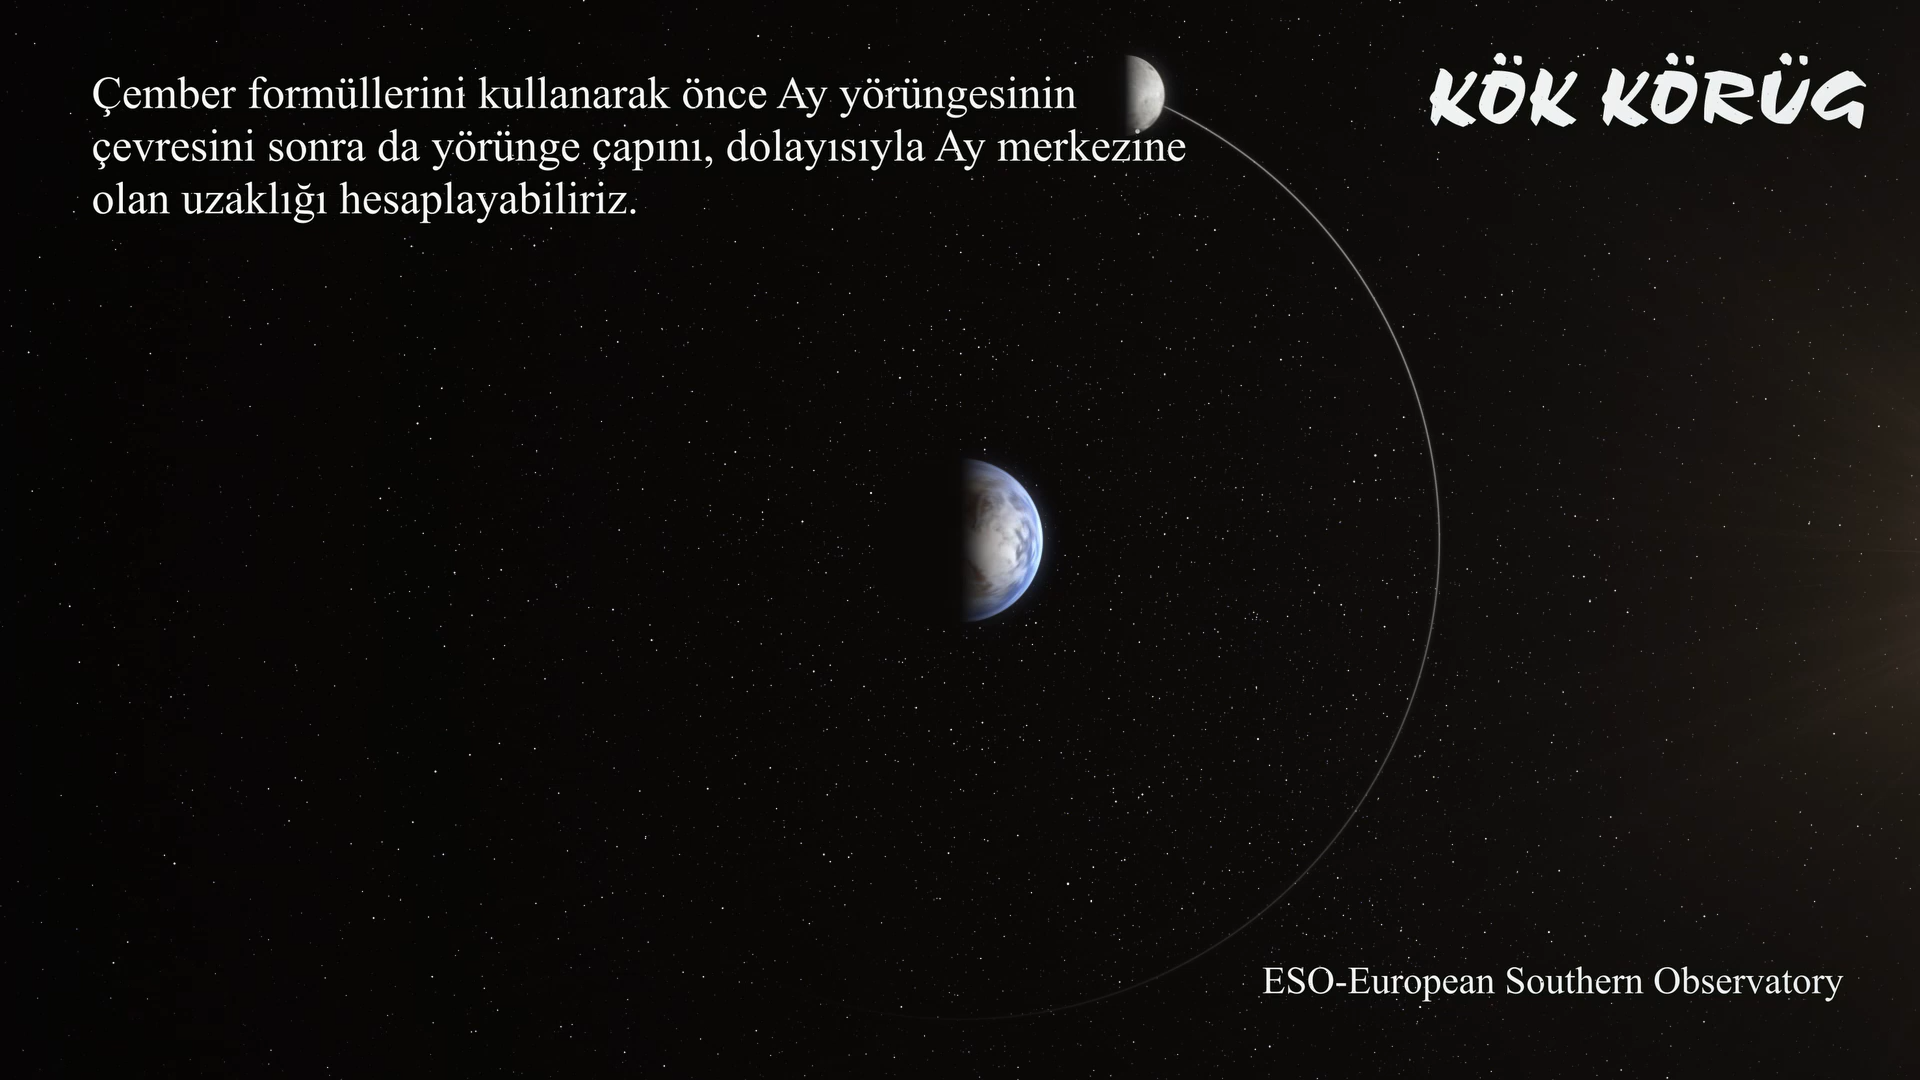 Çember formüllerini kullanarak önce Ay yörüngesinin
çevresini sonra da yörünge çapını, dolayısıyla Ay merkezine
olan uzaklığı hesaplayabiliriz.
KÖK KÖRÜG
ESO-European Southern Observatory